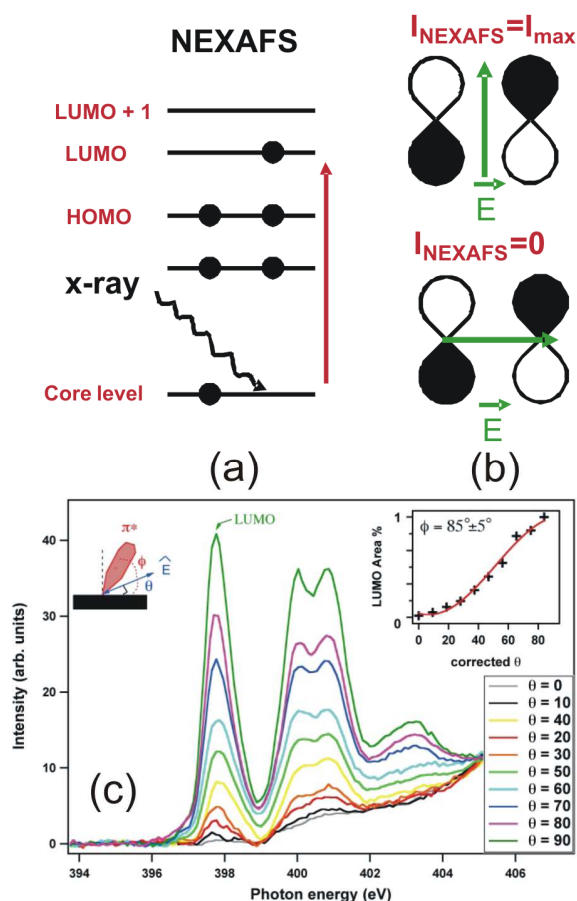 NEXAFS
LUMO + 1
LUMO
HOMO
x-ray
Core level
(a)
I_NEXAFS=I_max
E
I_NEXAFS=0
E
(b)
LUMO
π*
ϕ
θ
Ê
ϕ = 85°±5°
LUMO Area %
1
0
0 20 40 60 80
corrected θ
Intensity (arb. units)
40
30
20
10
0
(c)
θ = 0
θ = 10
θ = 40
θ = 20
θ = 30
θ = 50
θ = 60
θ = 70
θ = 80
θ = 90
394 396 398 400 402 404 406
Photon energy (eV)